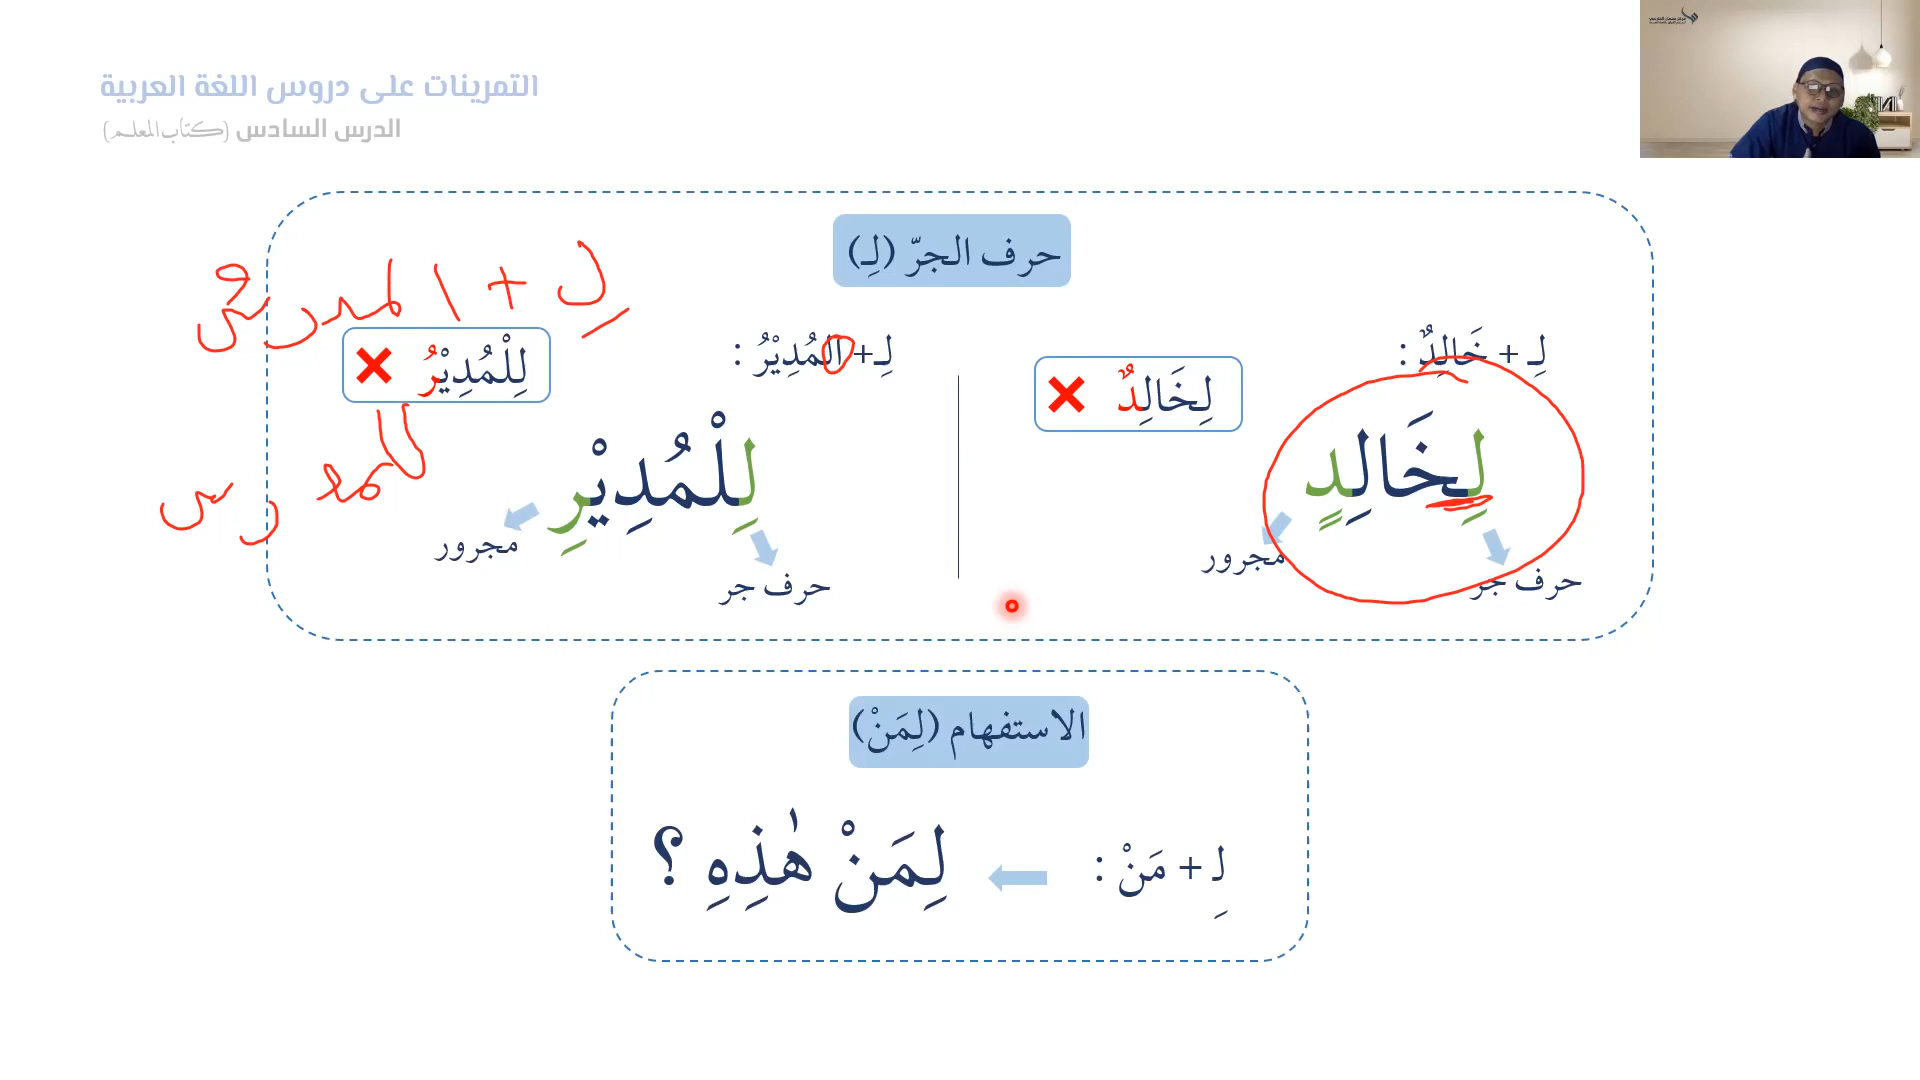 التمرينات على دروس اللغة العربية
الدرس السادس (كتاب المعلم)
حرف الجرّ (لِـ)
لِـ + خَالِدٌ :
لِخَالِدٌ
لِخَالِدٍ
مجرور
حرف جر
لِـ+ المُدِيْرُ :
لِلْمُدِيْرُ
لِلْمُدِيْرِ
مجرور
حرف جر
لِ + ا لمدرسُ
للمدرس
الاستفهام (لِمَنْ)
لِـ + مَنْ :
لِمَنْ هٰذِهِ ؟